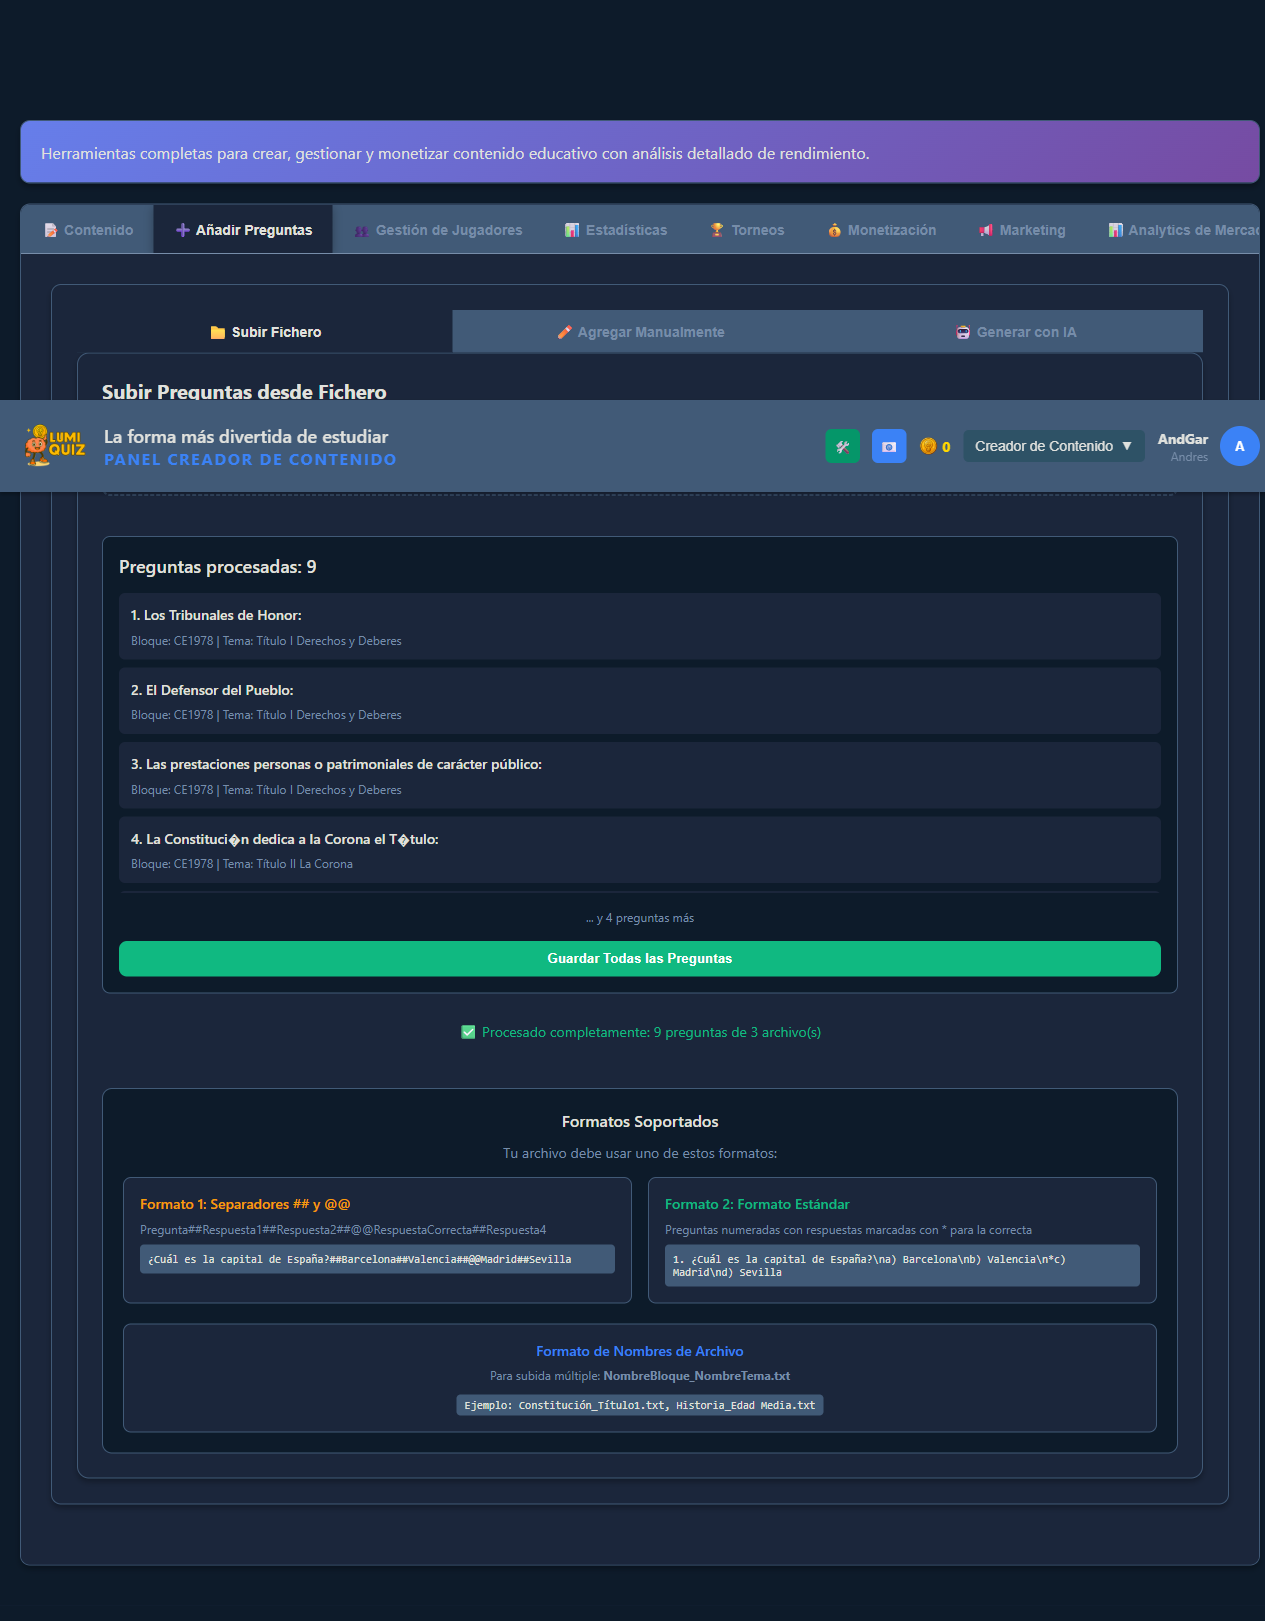 Herramientas completas para crear, gestionar y monetizar contenido educativo con análisis detallado de rendimiento.
Contenido
Añadir Preguntas
Gestión de Jugadores
Estadísticas
Torneos
Monetización
Marketing
Analytics de Mercad
Subir Fichero
Agregar Manualmente
Generar con IA
Subir Preguntas desde Fichero
LUMI
QUIZ
La forma más divertida de estudiar
PANEL CREADOR DE CONTENIDO
0
Creador de Contenido ▼
AndGar
Andres
A
Preguntas procesadas: 9
1. Los Tribunales de Honor:
Bloque: CE1978 | Tema: Título I Derechos y Deberes
2. El Defensor del Pueblo:
Bloque: CE1978 | Tema: Título I Derechos y Deberes
3. Las prestaciones personas o patrimoniales de carácter público:
Bloque: CE1978 | Tema: Título I Derechos y Deberes
4. La Constituci�n dedica a la Corona el T�tulo:
Bloque: CE1978 | Tema: Título II La Corona
... y 4 preguntas más
Guardar Todas las Preguntas
✅ Procesado completamente: 9 preguntas de 3 archivo(s)
Formatos Soportados
Tu archivo debe usar uno de estos formatos:
Formato 1: Separadores ## y @@
Pregunta##Respuesta1##Respuesta2##@@RespuestaCorrecta##Respuesta4
¿Cuál es la capital de España?##Barcelona##Valencia##@@Madrid##Sevilla
Formato 2: Formato Estándar
Preguntas numeradas con respuestas marcadas con * para la correcta
1. ¿Cuál es la capital de España?\na) Barcelona\nb) Valencia\n*c)
Madrid\nd) Sevilla
Formato de Nombres de Archivo
Para subida múltiple: NombreBloque_NombreTema.txt
Ejemplo: Constitución_Título1.txt, Historia_Edad Media.txt